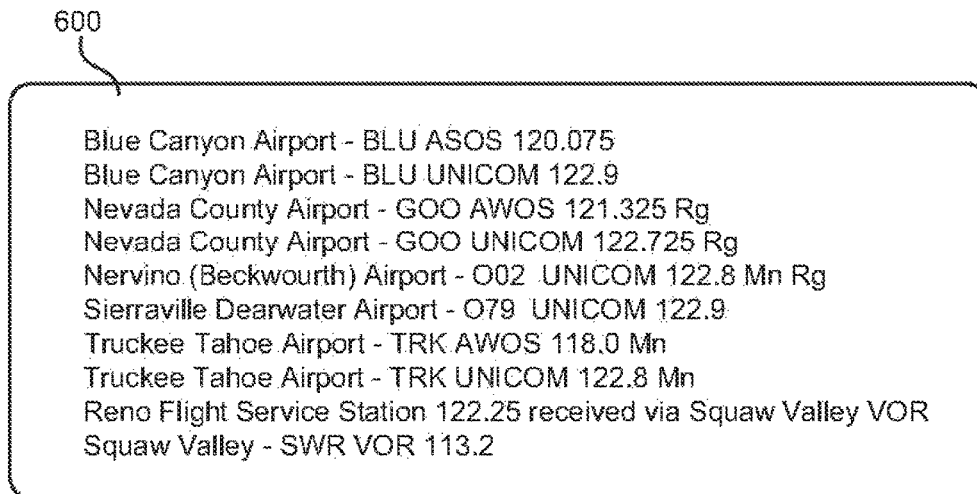 600
Blue Canyon Airport - BLU ASOS 120.075
Blue Canyon Airport - BLU UNICOM 122.9
Nevada County Airport - GOO AWOS 121.325 Rg
Nevada County Airport - GOO UNICOM 122.725 Rg
Nervino (Beckwourth) Airport - O02 UNICOM 122.8 Mn Rg
Sierraville Dearwater Airport - O79 UNICOM 122.9
Truckee Tahoe Airport - TRK AWOS 118.0 Mn
Truckee Tahoe Airport - TRK UNICOM 122.8 Mn
Reno Flight Service Station 122.25 received via Squaw Valley VOR
Squaw Valley - SWR VOR 113.2